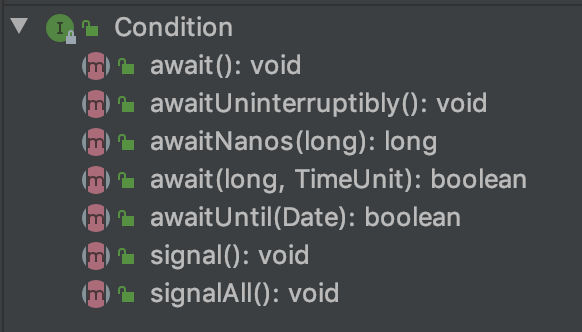 Condition
await(): void
awaitUninterruptibly(): void
awaitNanos(long): long
await(long, TimeUnit): boolean
awaitUntil(Date): boolean
signal(): void
signalAll(): void